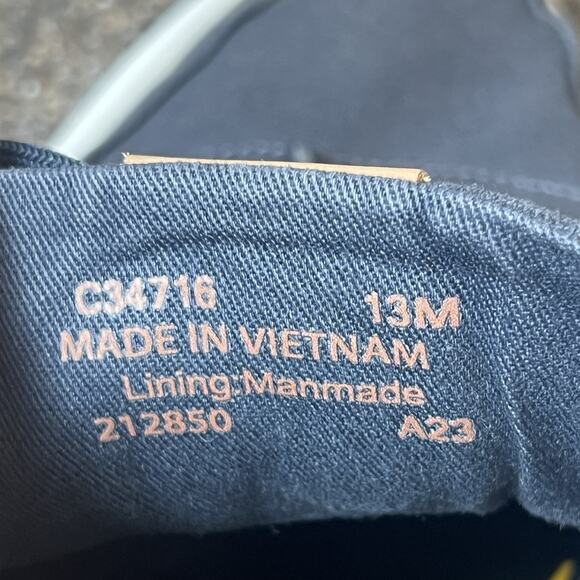 C34716 13M
MADE IN VIETNAM
Lining:Manmade
212850 A23